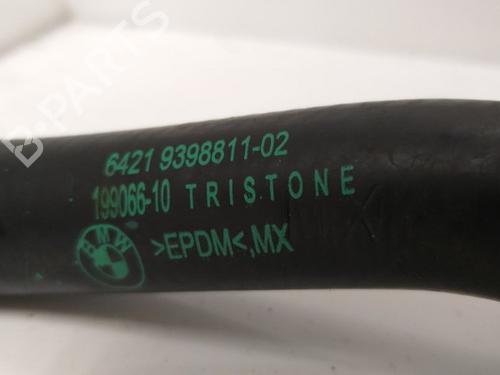 B-PARTS
6421 9398811-02
199066-10 TRISTONE
BMW >EPDM<,MX